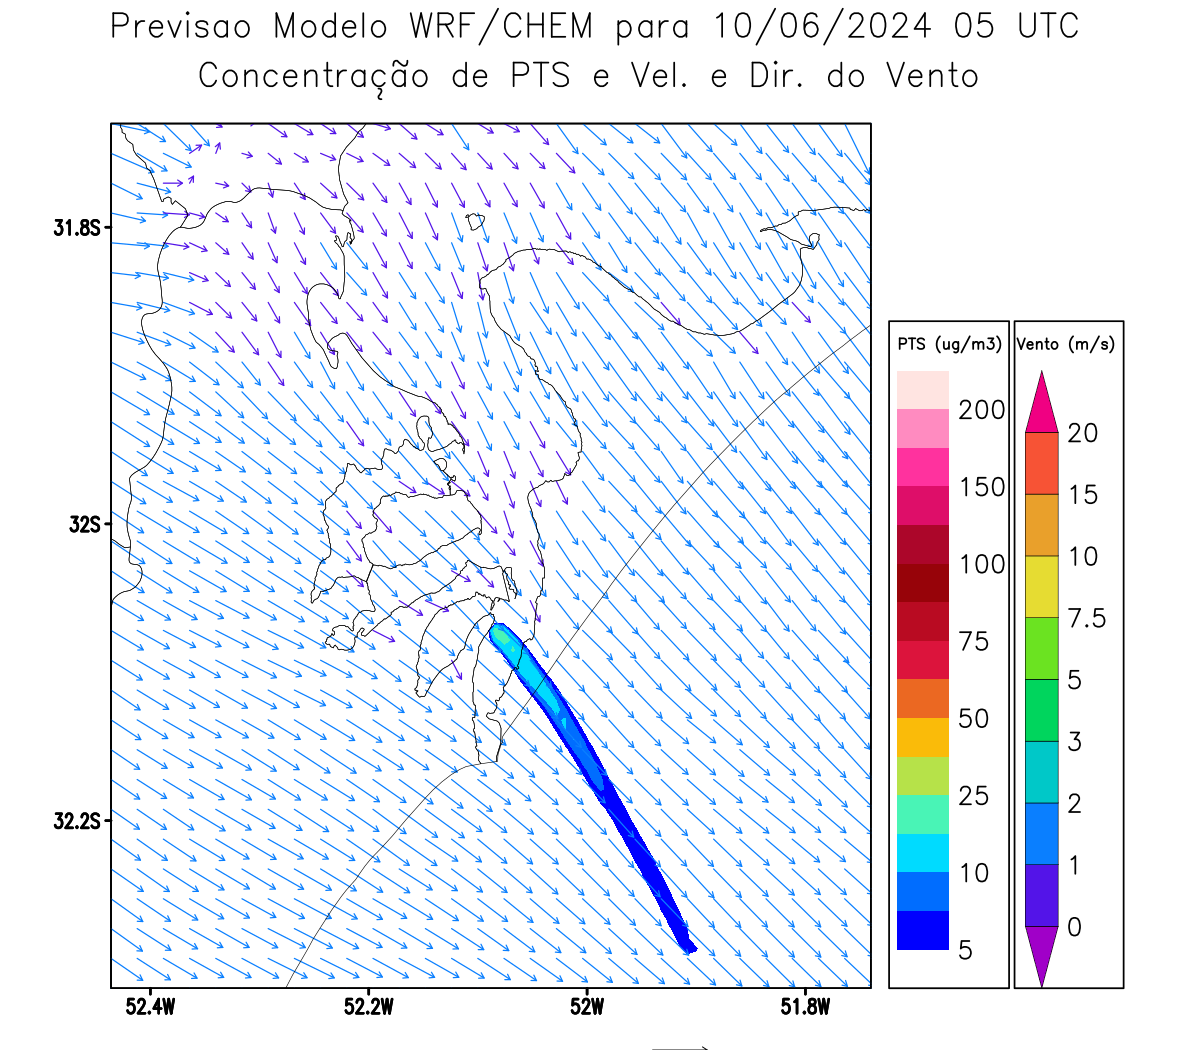 Previsao Modelo WRF/CHEM para 10/06/2024 05 UTC
Concentração de PTS e Vel. e Dir. do Vento
31.8S
32S
32.2S
52.4W
52.2W
52W
51.8W
PTS (ug/m3)
200
150
100
75
50
25
10
5
Vento (m/s)
20
15
10
7.5
5
3
2
1
0